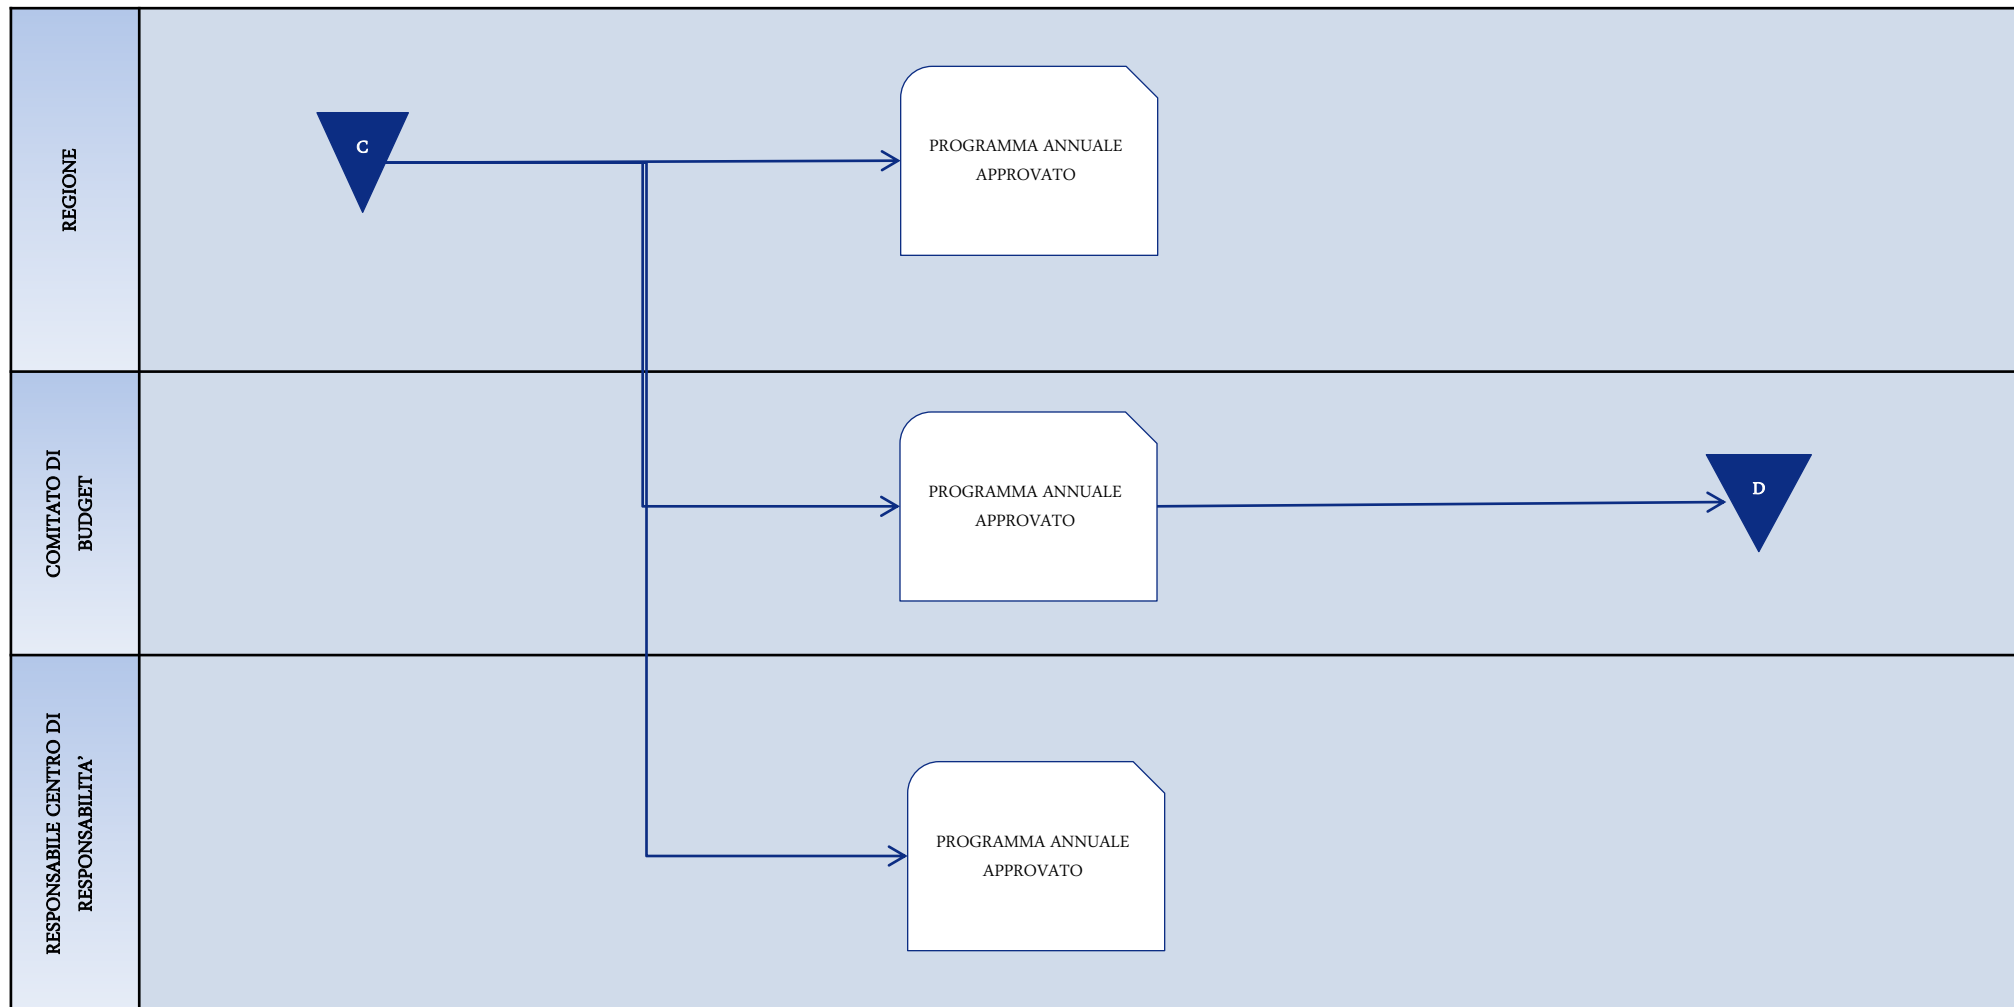 REGIONE
C
PROGRAMMA ANNUALE
APPROVATO
COMITATO DI
BUDGET
PROGRAMMA ANNUALE
APPROVATO
D
RESPONSABILE CENTRO DI
RESPONSABILITA’
PROGRAMMA ANNUALE
APPROVATO